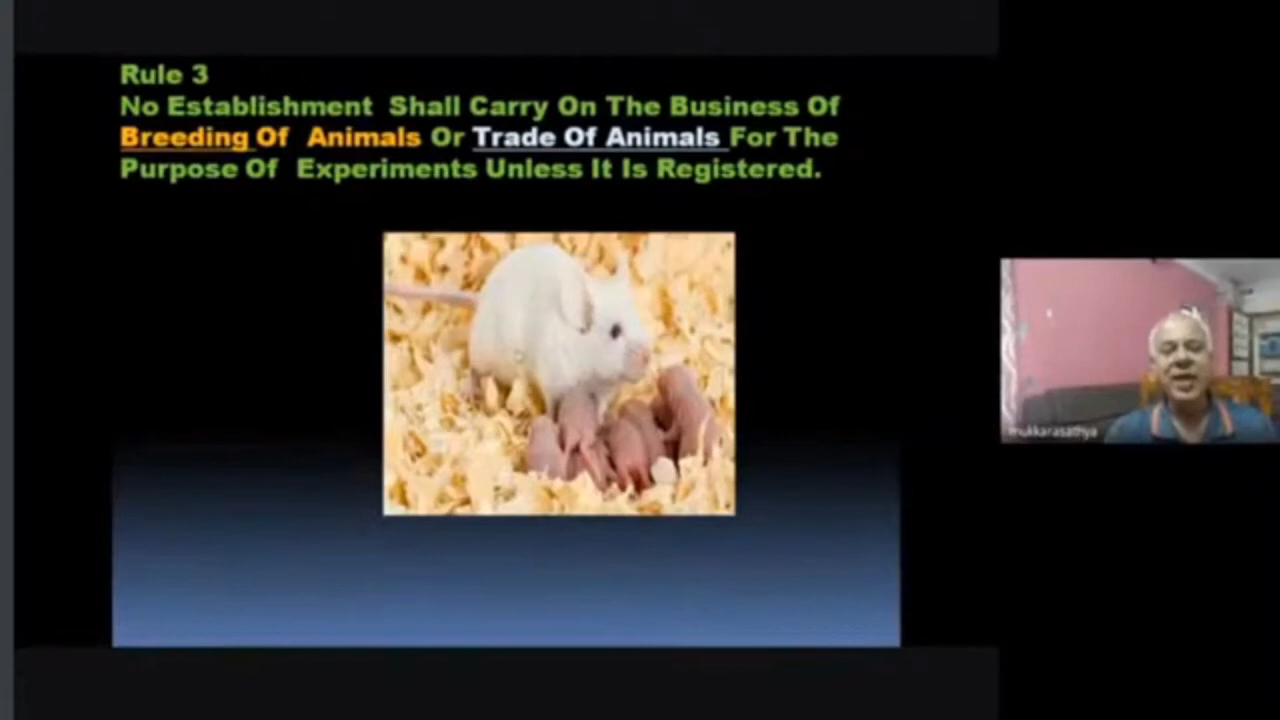 Rule 3
No Establishment Shall Carry On The Business Of
Breeding Of Animals Or Trade Of Animals For The
Purpose Of Experiments Unless It Is Registered.
mukkarasathya